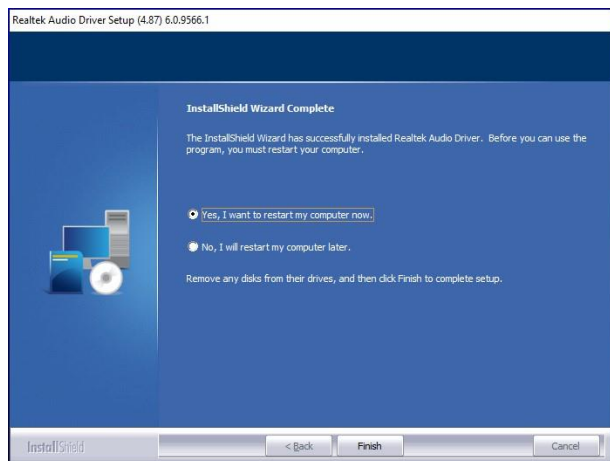 Realtek Audio Driver Setup (4.87) 6.0.9566.1
InstallShield Wizard Complete
The InstallShield Wizard has successfully installed Realtek Audio Driver. Before you can use the
program, you must restart your computer.
Yes, I want to restart my computer now.
No, I will restart my computer later.
Remove any disks from their drives, and then click Finish to complete setup.
InstallShield
< Back
Finish
Cancel